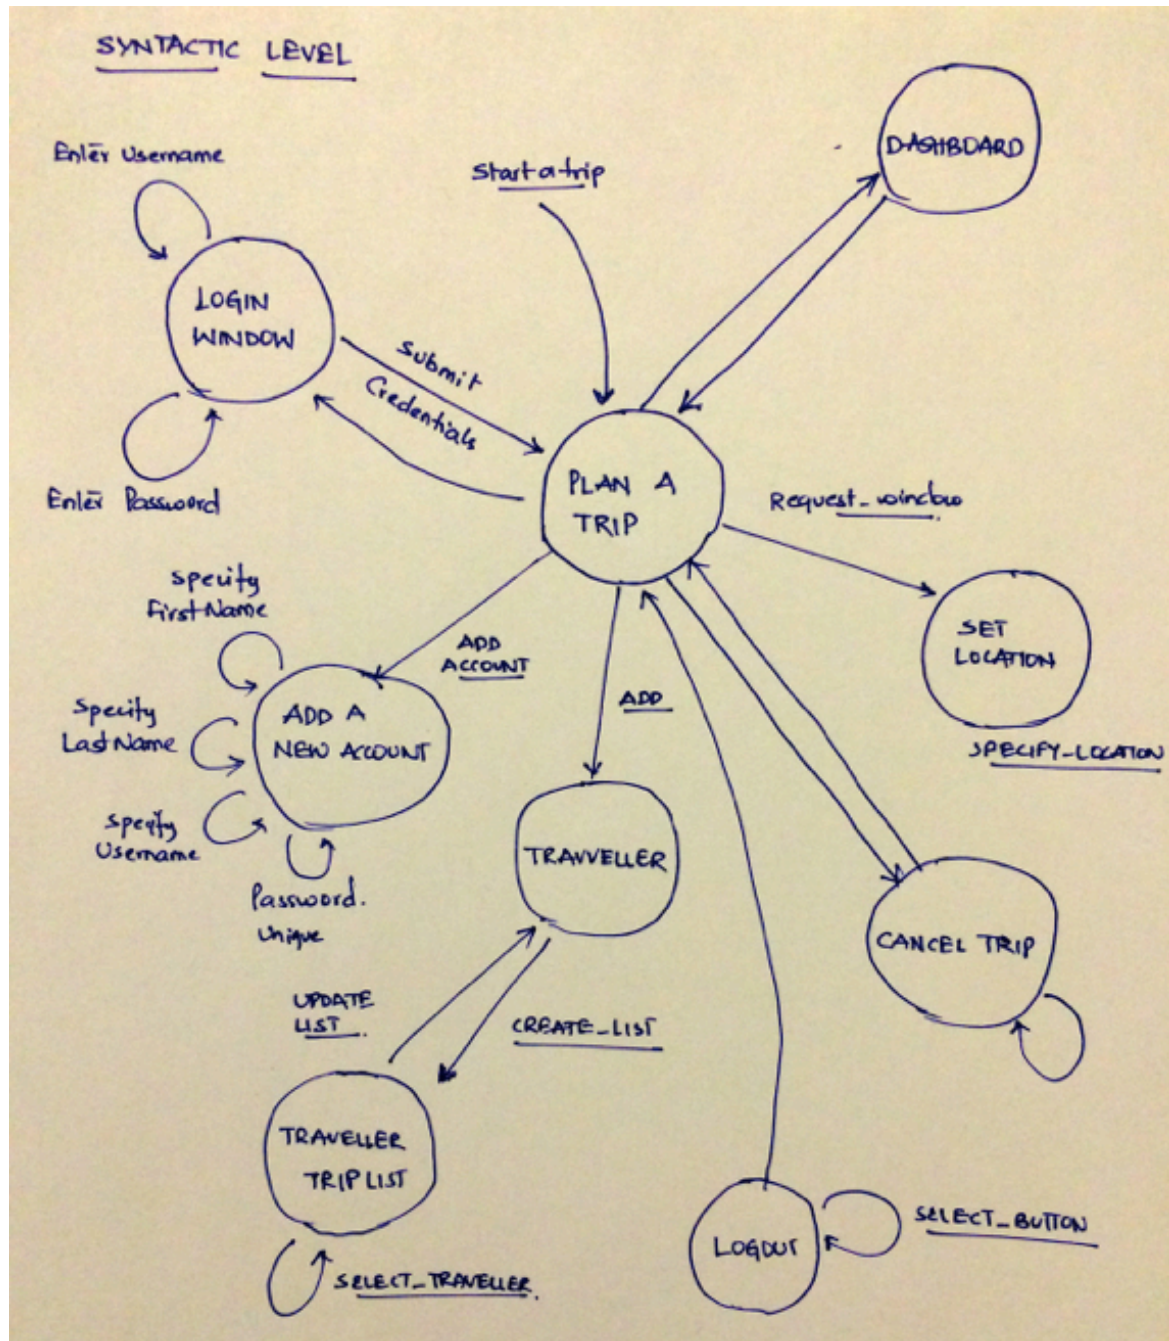 SYNTACTIC LEVEL
Enter Username
Start-a-trip
DASHBOARD
LOGIN
WINDOW
Submit
Credentials
Enter Password
PLAN A
TRIP
Request_window
Specify
First Name
ADD
ACCOUNT
SET
LOCATION
SPECIFY_LOCATION
Specify
Last Name
ADD A
NEW ACCOUNT
ADD
Specify
Username
Password.
Unique
TRAVVELLER
CANCEL TRIP
UPDATE
LIST.
CREATE_LIST
TRAVELLER
TRIP LIST
SELECT_TRAVELLER.
LOGOUT
SELECT_BUTTON